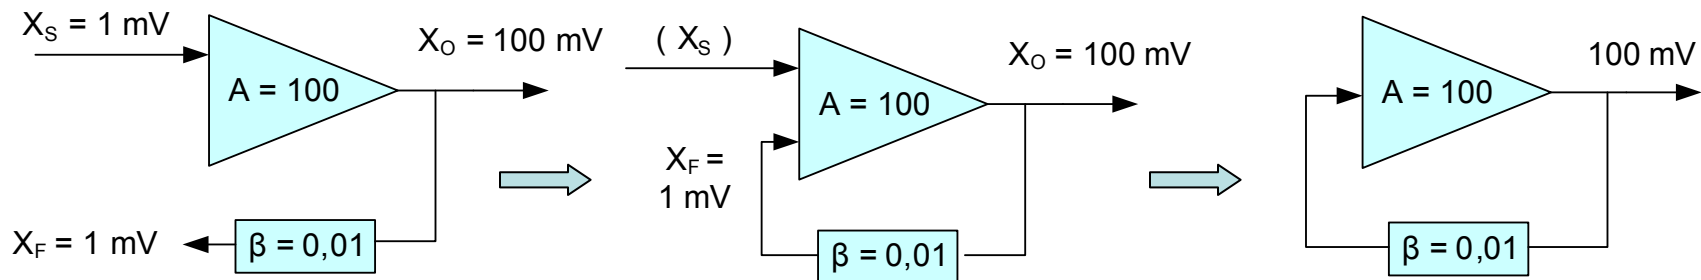 X_S = 1 mV
A = 100
X_O = 100 mV
X_F = 1 mV
β = 0,01
( X_S )
A = 100
X_O = 100 mV
X_F =
1 mV
β = 0,01
A = 100
100 mV
β = 0,01